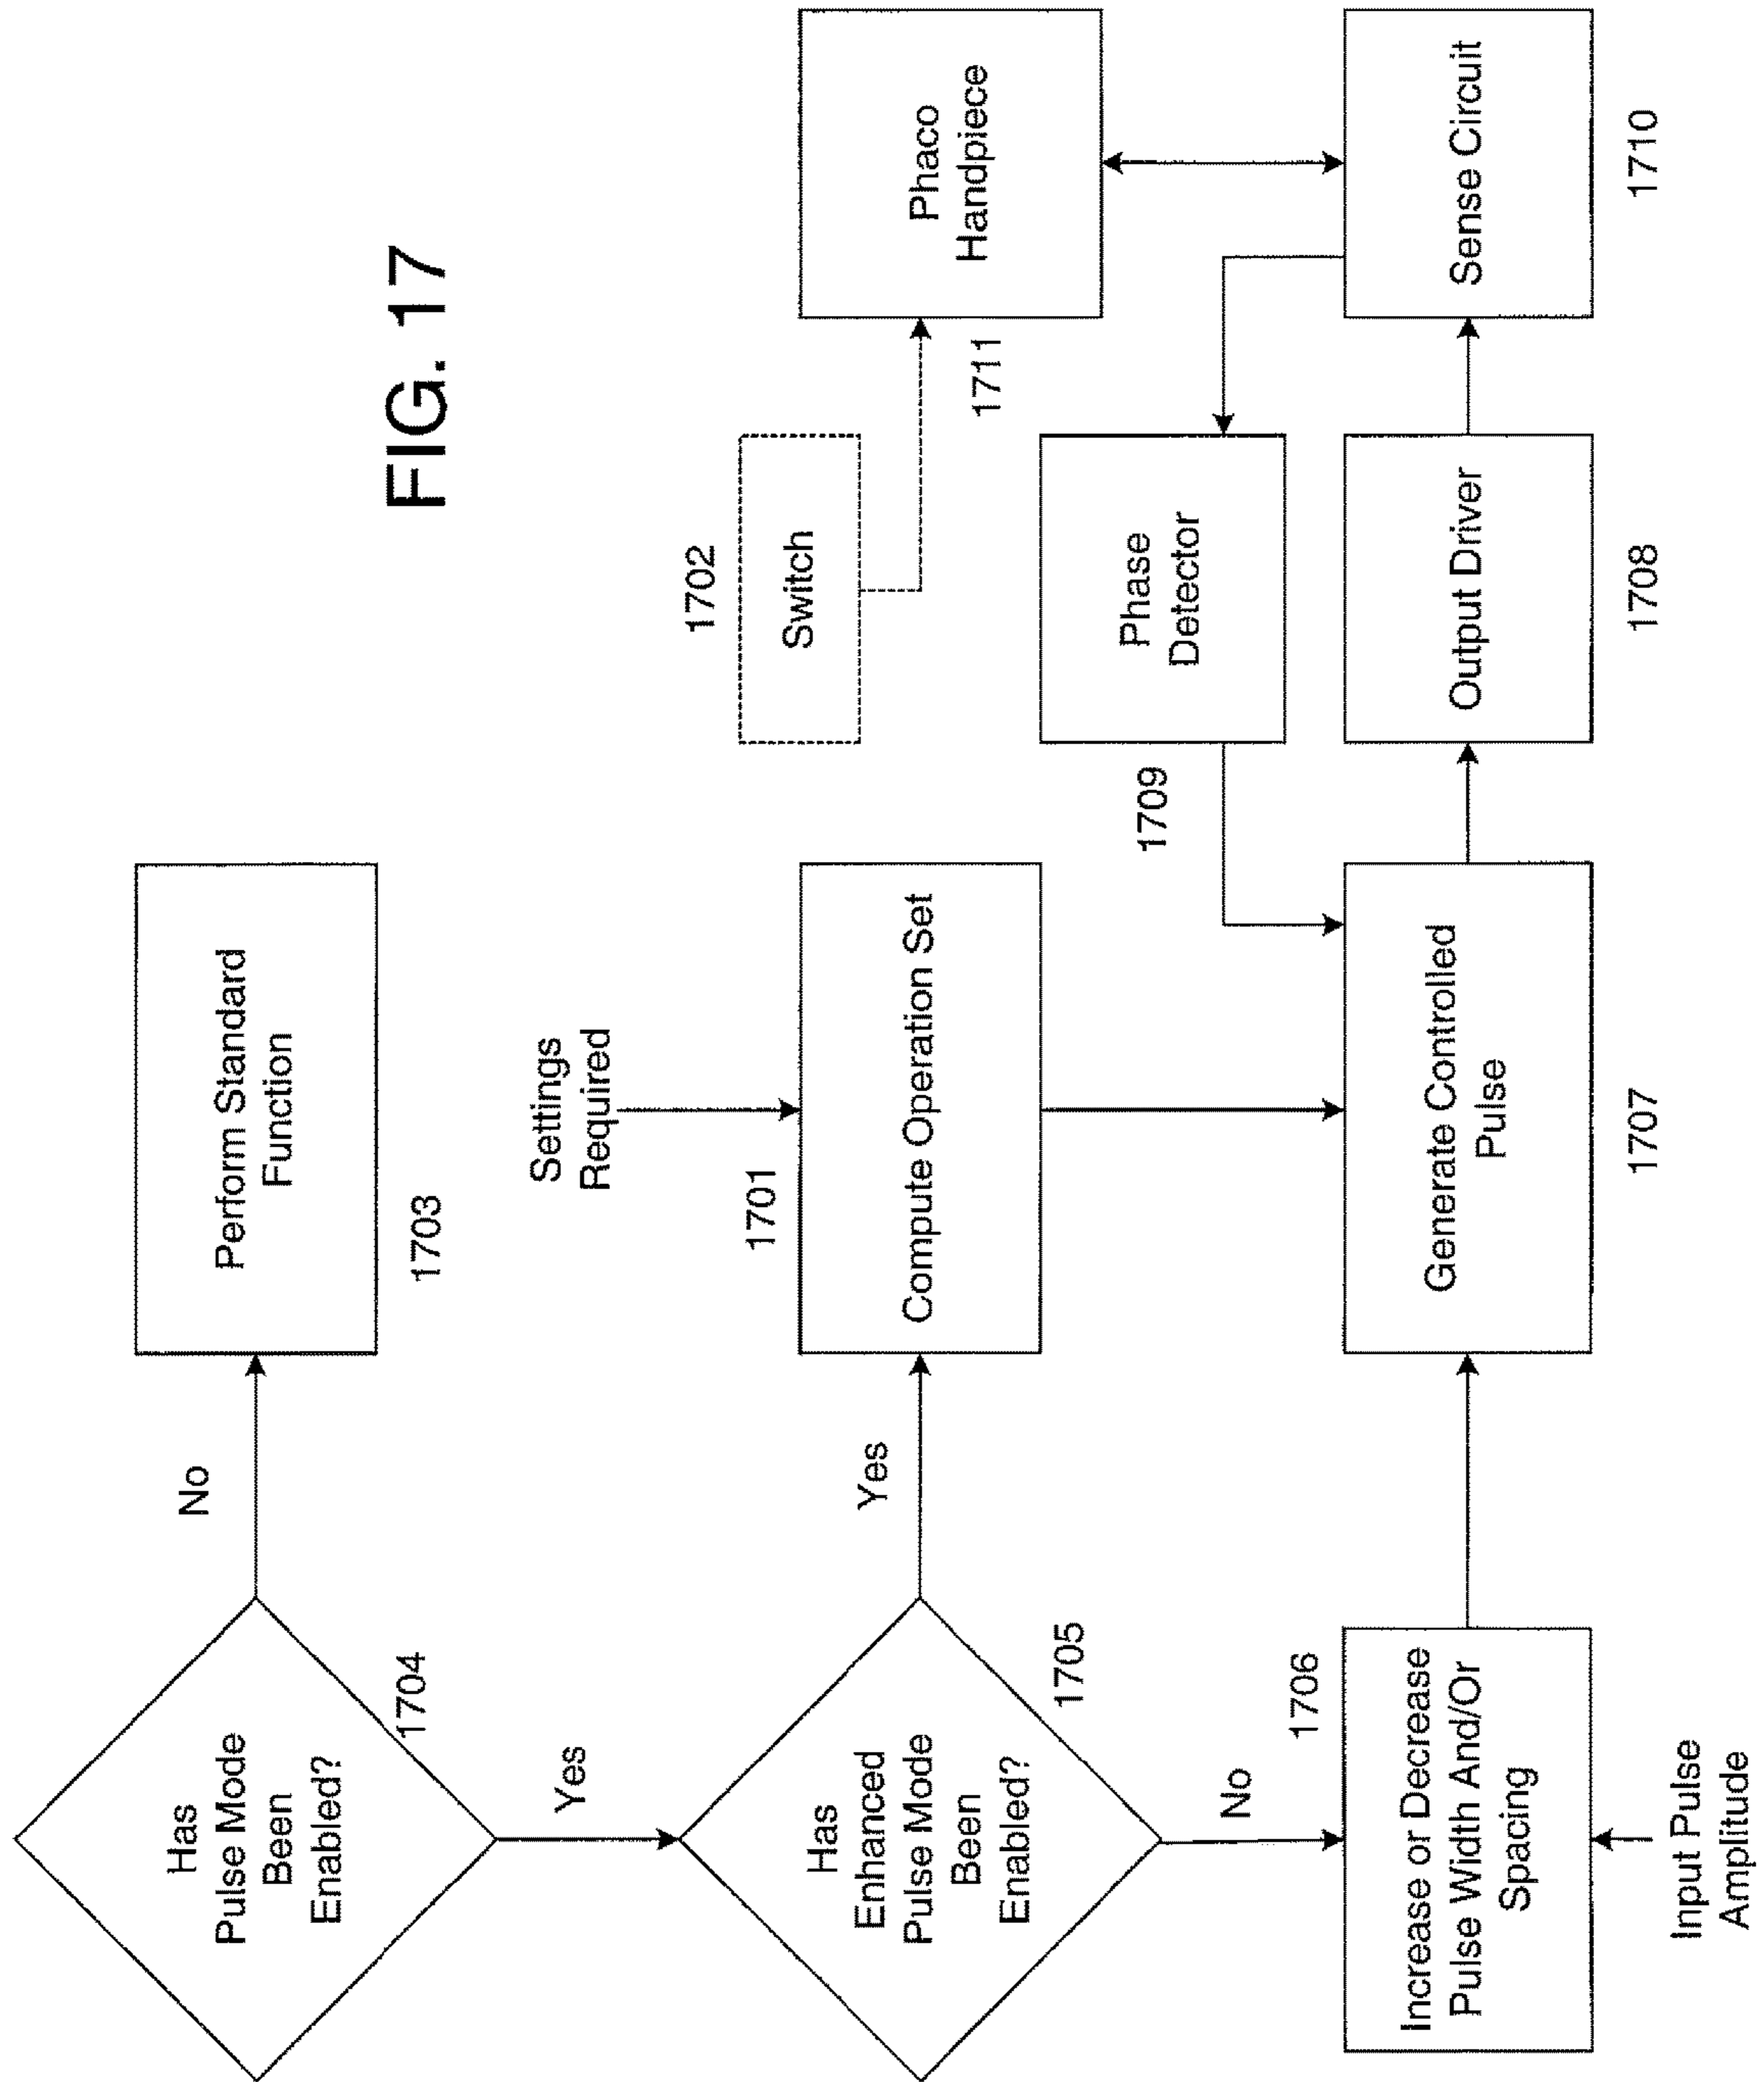 Has
Pulse Mode
Been
Enabled?
1704
No
Perform Standard
Function
1703
FIG. 17
Yes
Has
Enhanced
Pulse Mode
Been
Enabled?
1705
Yes
Settings
Required
1701
Compute Operation Set
1702
Switch
Phaco
Handpiece
1711
No
1706
Increase or Decrease
Pulse Width And/Or
Spacing
Input Pulse
Amplitude
Generate Controlled
Pulse
1707
1709
Phase
Detector
Output Driver
1708
Sense Circuit
1710